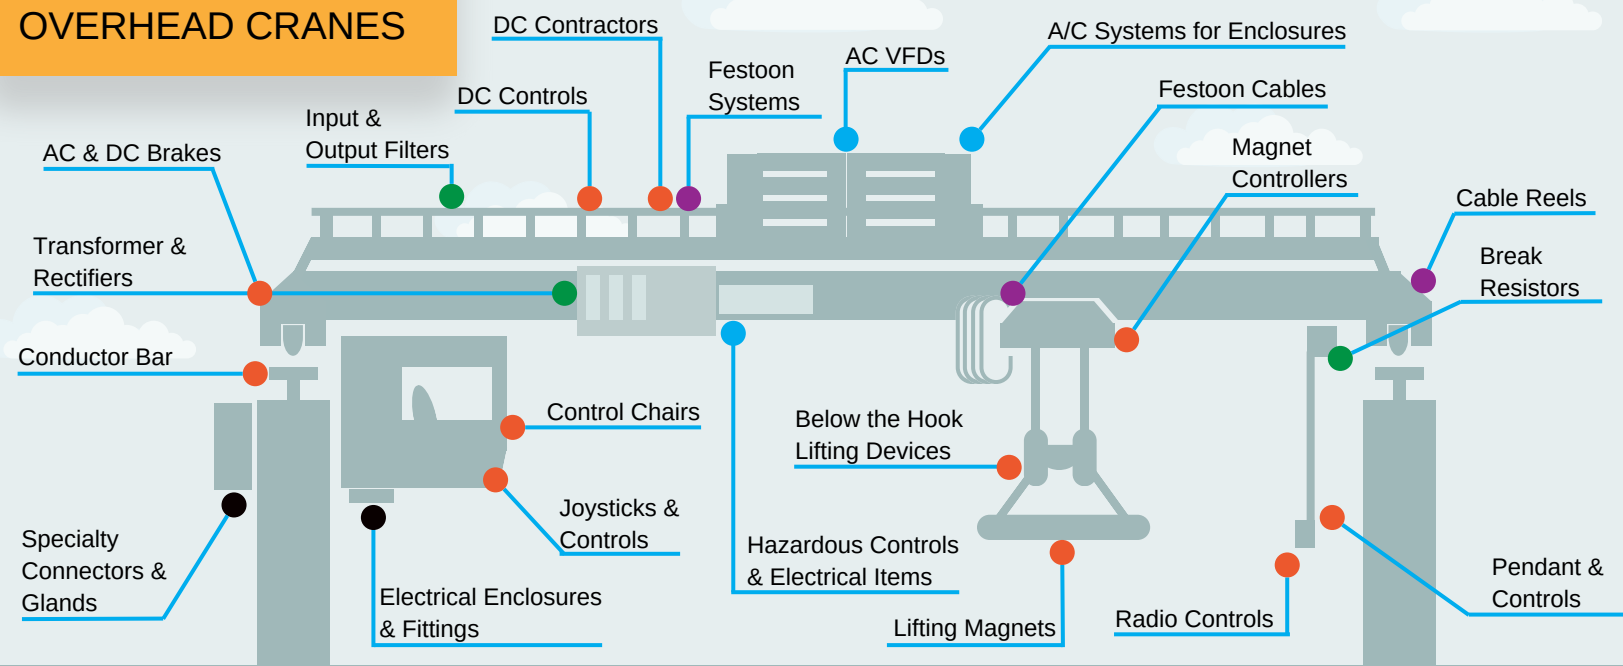 OVERHEAD CRANES
DC Contractors
A/C Systems for Enclosures
AC VFDs
Festoon
Systems
Festoon Cables
DC Controls
Input &
Output Filters
AC & DC Brakes
Magnet
Controllers
Cable Reels
Transformer &
Rectifiers
Break
Resistors
Conductor Bar
Control Chairs
Below the Hook
Lifting Devices
Joysticks &
Controls
Specialty
Connectors &
Glands
Hazardous Controls
& Electrical Items
Pendant &
Controls
Electrical Enclosures
& Fittings
Lifting Magnets
Radio Controls